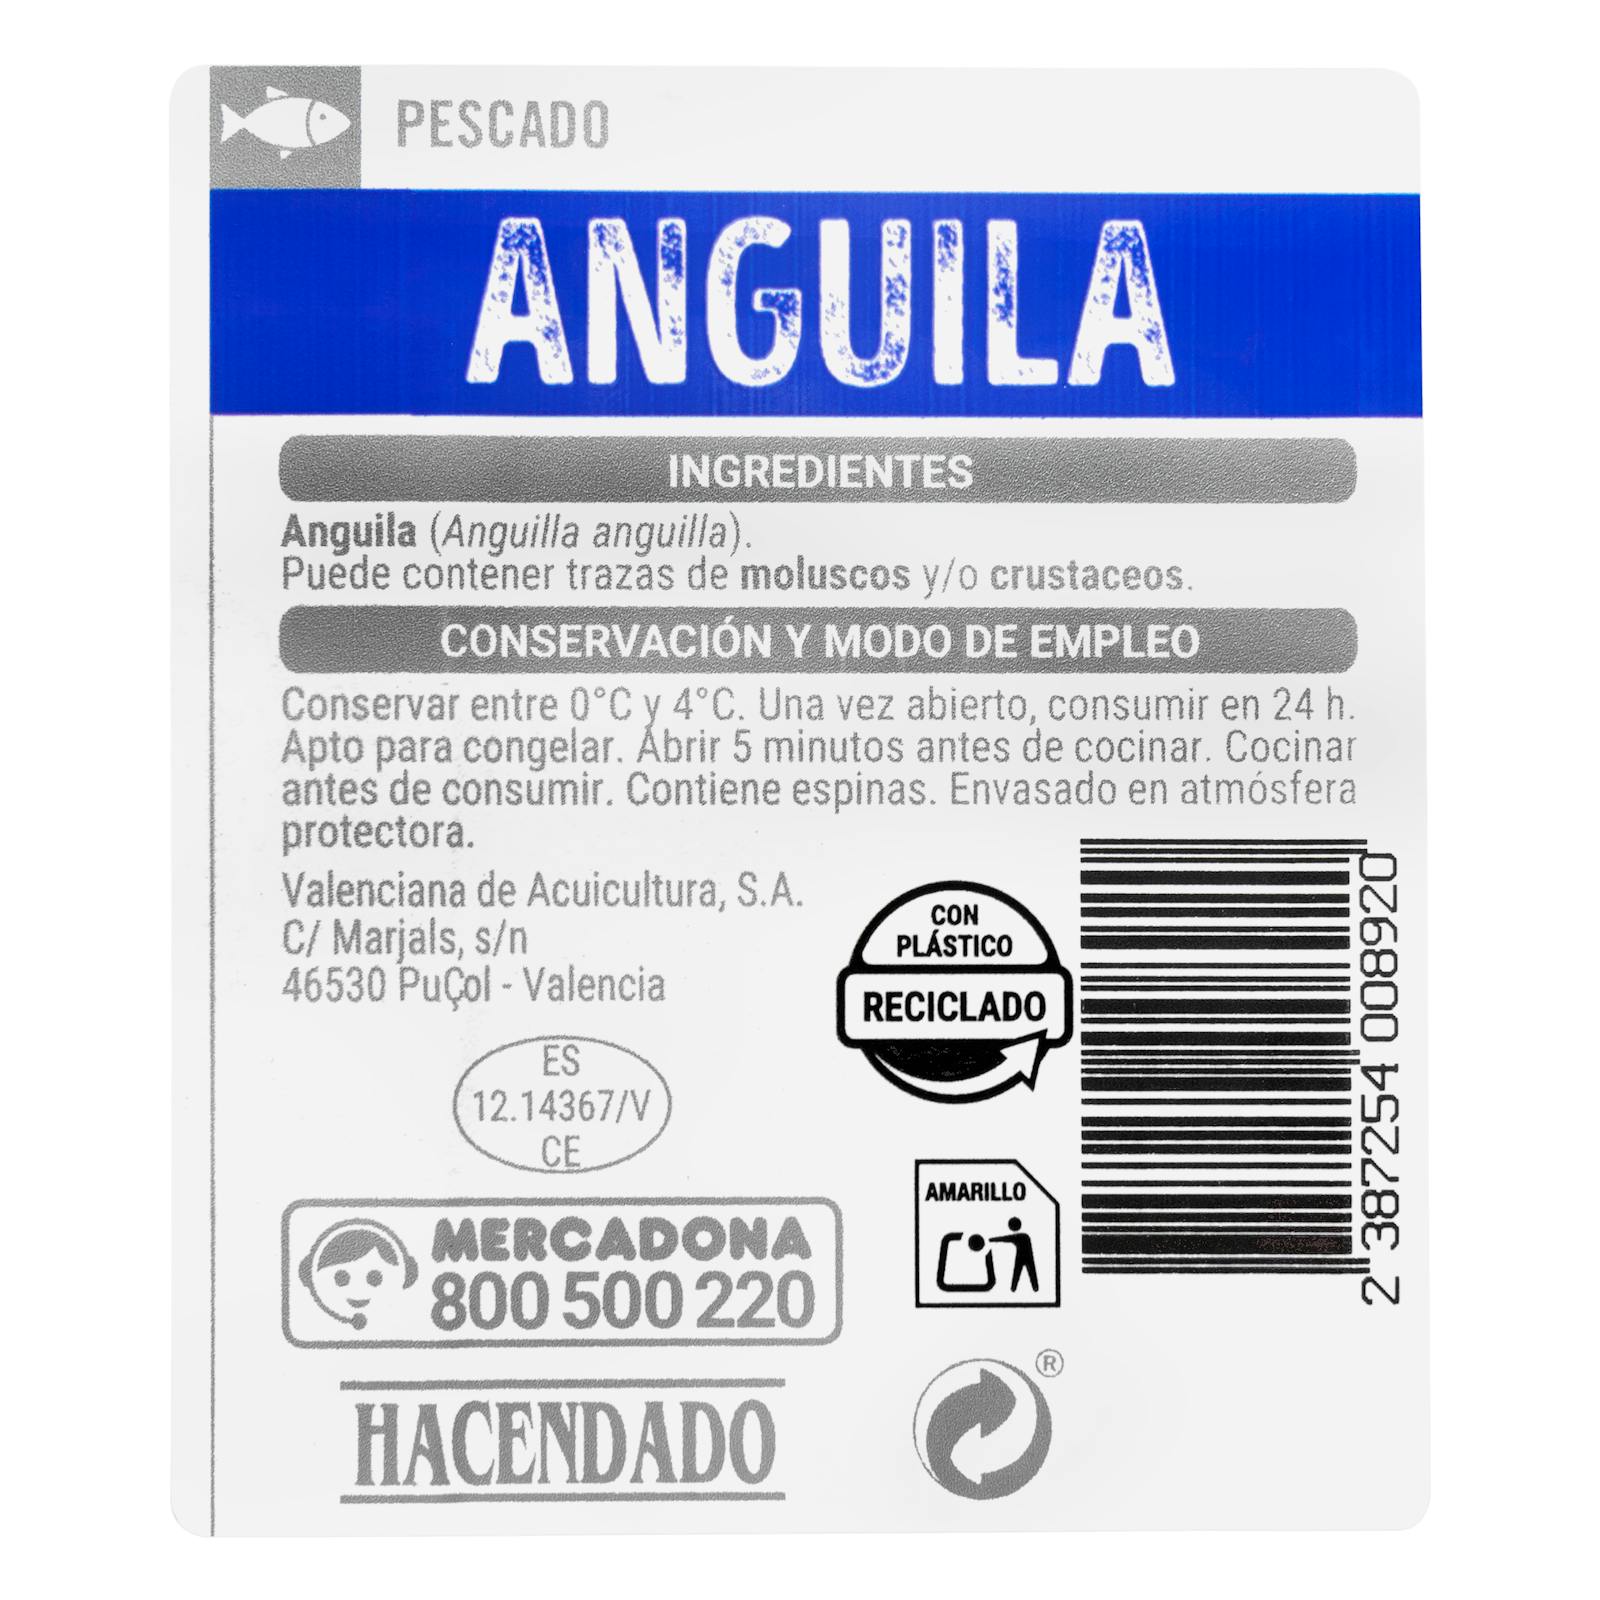 PESCADO
ANGUILA
INGREDIENTES
Anguila (Anguilla anguilla).
Puede contener trazas de moluscos y/o crustaceos.
CONSERVACIÓN Y MODO DE EMPLEO
Conservar entre 0°C y 4°C. Una vez abierto, consumir en 24 h.
Apto para congelar. Abrir 5 minutos antes de cocinar. Cocinar
antes de consumir. Contiene espinas. Envasado en atmósfera
protectora.
Valenciana de Acuicultura, S.A.
C/ Marjals, s/n
46530 PuÇol - Valencia
ES
12.14367/V
CE
CON
PLÁSTICO
RECICLADO
2 387254 008920
AMARILLO
MERCADONA
800 500 220
HACENDADO
®